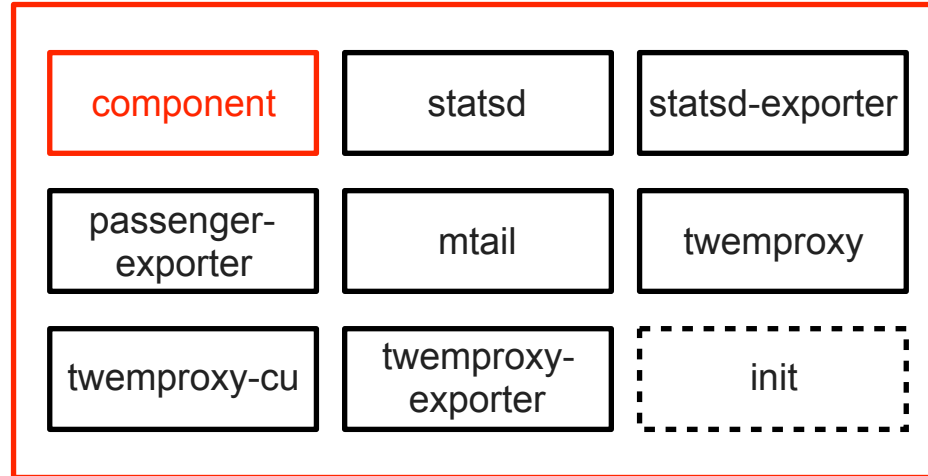 component
statsd
statsd-exporter
passenger-
exporter
mtail
twemproxy
twemproxy-cu
twemproxy-
exporter
init